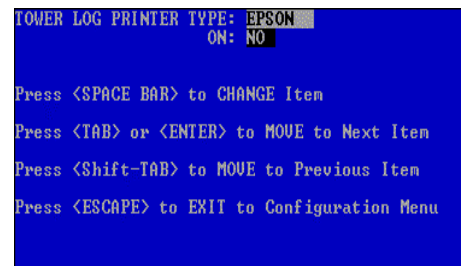 TOWER LOG PRINTER TYPE: EPSON
ON: NO
Press <SPACE BAR> to CHANGE Item
Press <TAB> or <ENTER> to MOVE to Next Item
Press <Shift-TAB> to MOVE to Previous Item
Press <ESCAPE> to EXIT to Configuration Menu